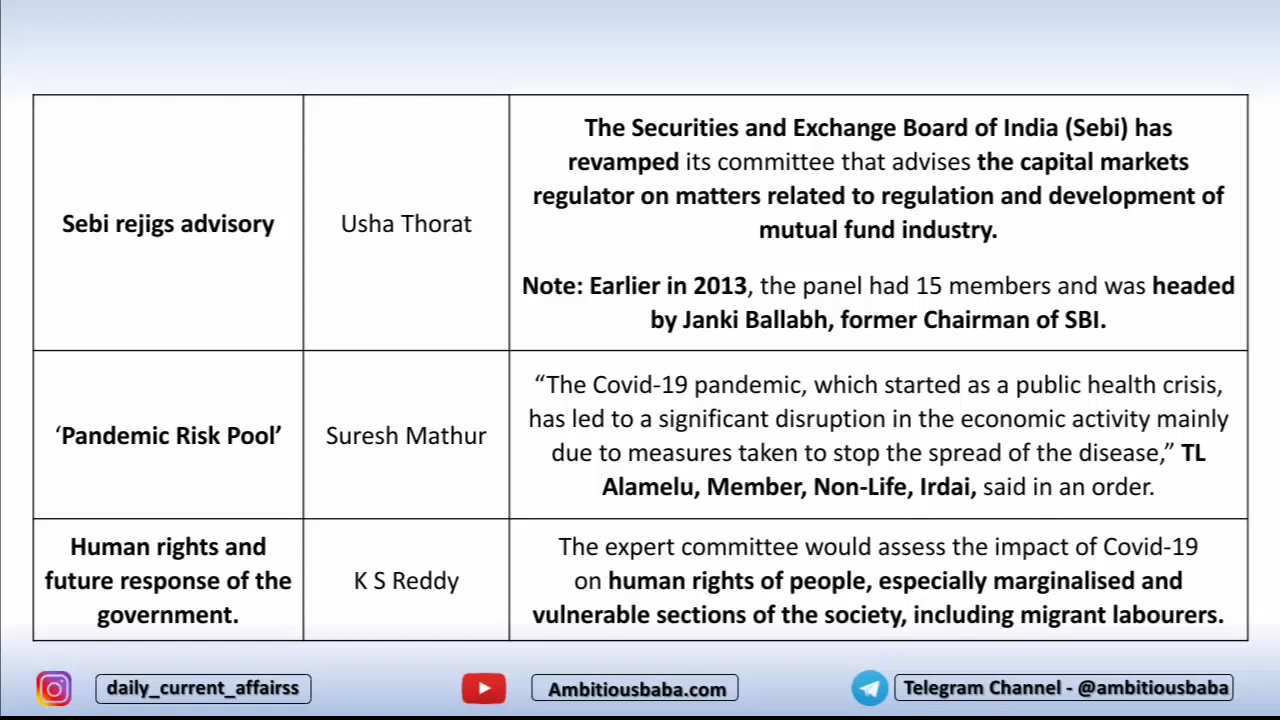 Sebi rejigs advisory
Usha Thorat
The Securities and Exchange Board of India (Sebi) has
revamped its committee that advises the capital markets
regulator on matters related to regulation and development of
mutual fund industry.
Note: Earlier in 2013, the panel had 15 members and was headed
by Janki Ballabh, former Chairman of SBI.
‘Pandemic Risk Pool’
Suresh Mathur
“The Covid-19 pandemic, which started as a public health crisis,
has led to a significant disruption in the economic activity mainly
due to measures taken to stop the spread of the disease,” TL
Alamelu, Member, Non-Life, Irdai, said in an order.
Human rights and
future response of the
government.
K S Reddy
The expert committee would assess the impact of Covid-19
on human rights of people, especially marginalised and
vulnerable sections of the society, including migrant labourers.
daily_current_affairss
Ambitiousbaba.com
Telegram Channel - @ambitiousbaba